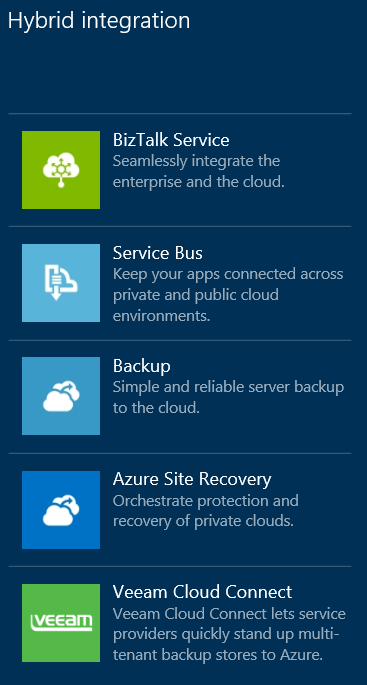 Hybrid integration
BizTalk Service
Seamlessly integrate the
enterprise and the cloud.
Service Bus
Keep your apps connected across
private and public cloud
environments.
Backup
Simple and reliable server backup
to the cloud.
Azure Site Recovery
Orchestrate protection and
recovery of private clouds.
veeam
Veeam Cloud Connect
Veeam Cloud Connect lets service
providers quickly stand up multi-
tenant backup stores to Azure.